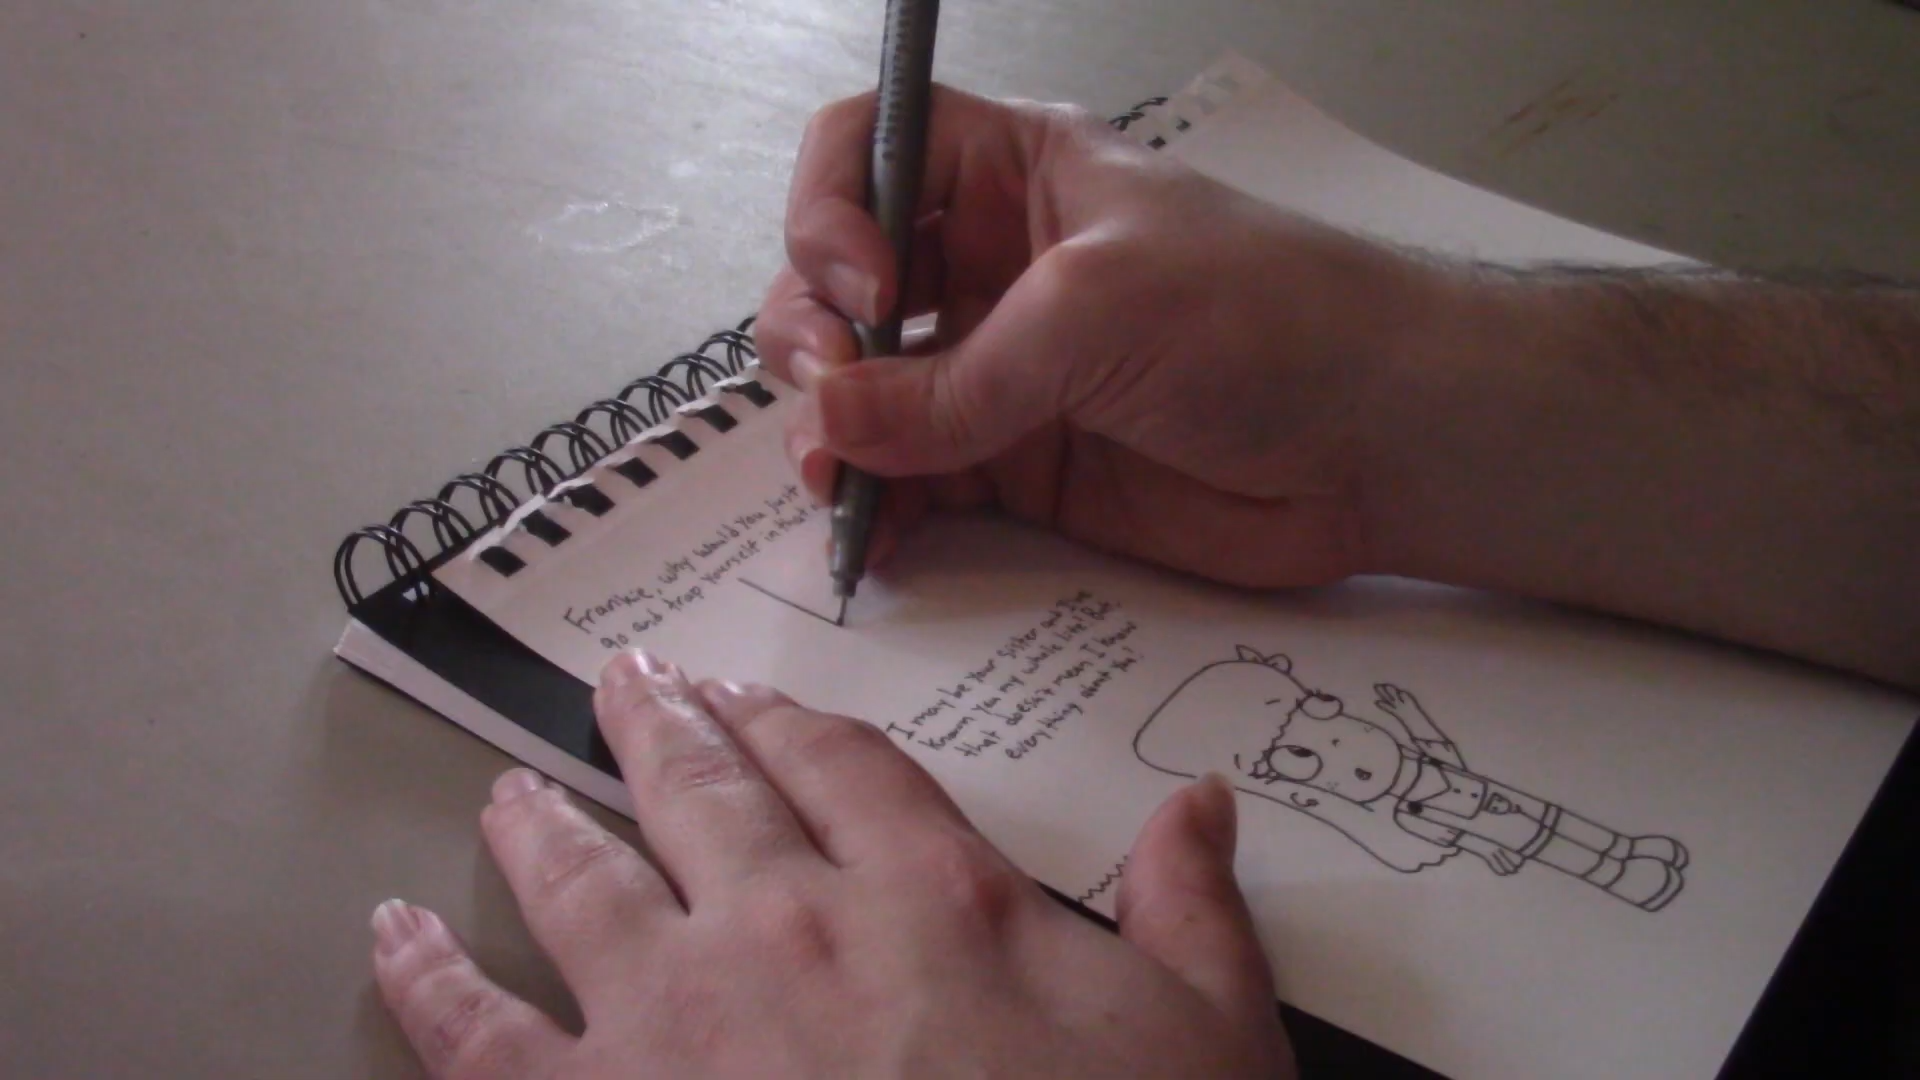 Frankie, why would you just
go and trap yourself in that
I may be your sister and I've
known you my whole life! But,
that doesn't mean I know
everything about you!